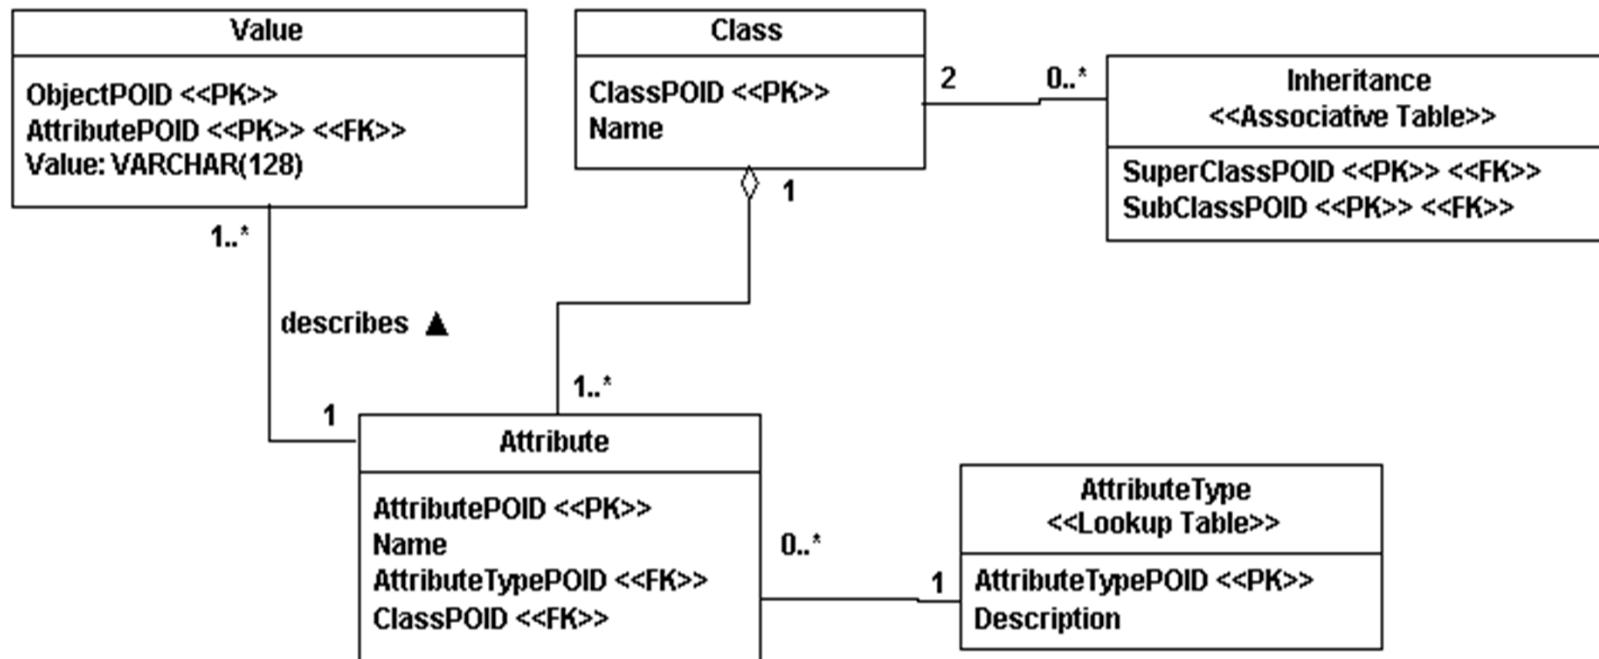 Value
ObjectPOID <<PK>>
AttributePOID <<PK>> <<FK>>
Value: VARCHAR(128)
Class
ClassPOID <<PK>>
Name
2
0..*
Inheritance
<<Associative Table>>
SuperClassPOID <<PK>> <<FK>>
SubClassPOID <<PK>> <<FK>>
1
1..*
describes ▲
1..*
1
Attribute
AttributePOID <<PK>>
Name
AttributeTypePOID <<FK>>
ClassPOID <<FK>>
0..*
1
AttributeType
<<Lookup Table>>
AttributeTypePOID <<PK>>
Description